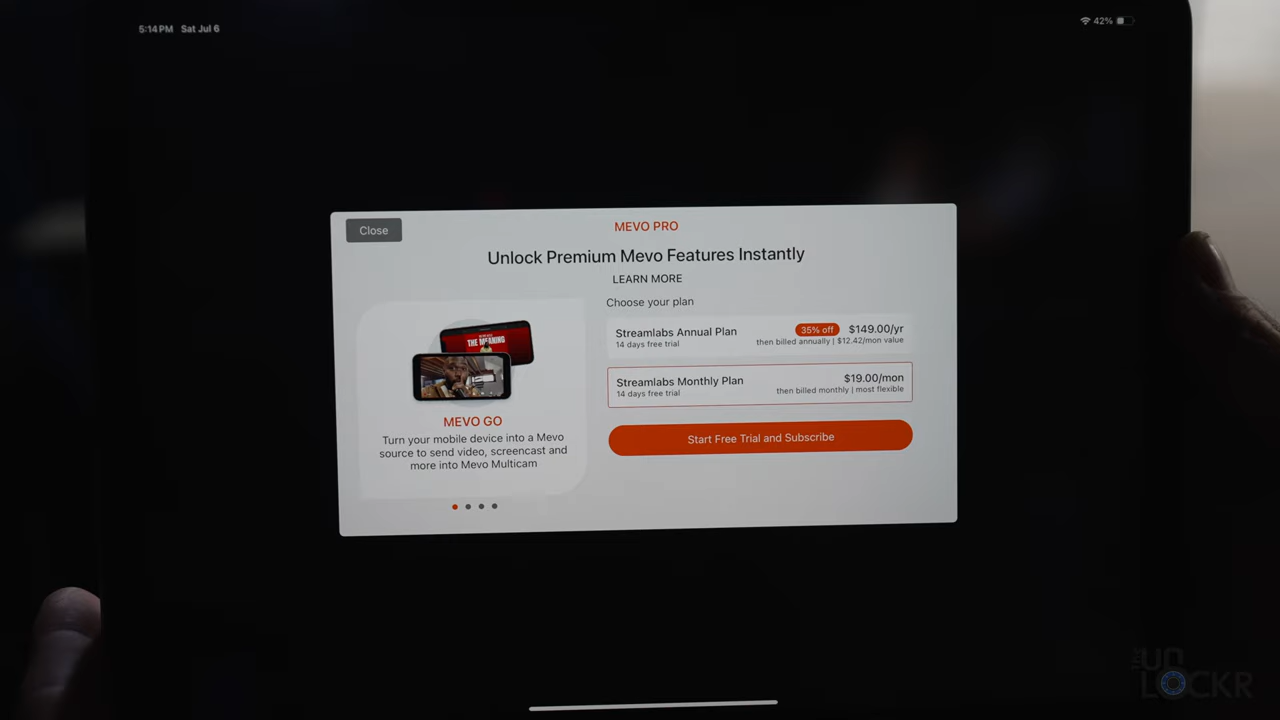 5:14 PM Sat Jul 6
42%
Close
MEVO PRO
Unlock Premium Mevo Features Instantly
LEARN MORE
Choose your plan
Streamlabs Annual Plan
14 days free trial
35% off $149.00/yr
then billed annually | $12.42/mon value
Streamlabs Monthly Plan
14 days free trial
$19.00/mon
then billed monthly | most flexible
Start Free Trial and Subscribe
THE MEANING
MEVO GO
Turn your mobile device into a Mevo
source to send video, screencast and
more into Mevo Multicam
THE UNLOCKR